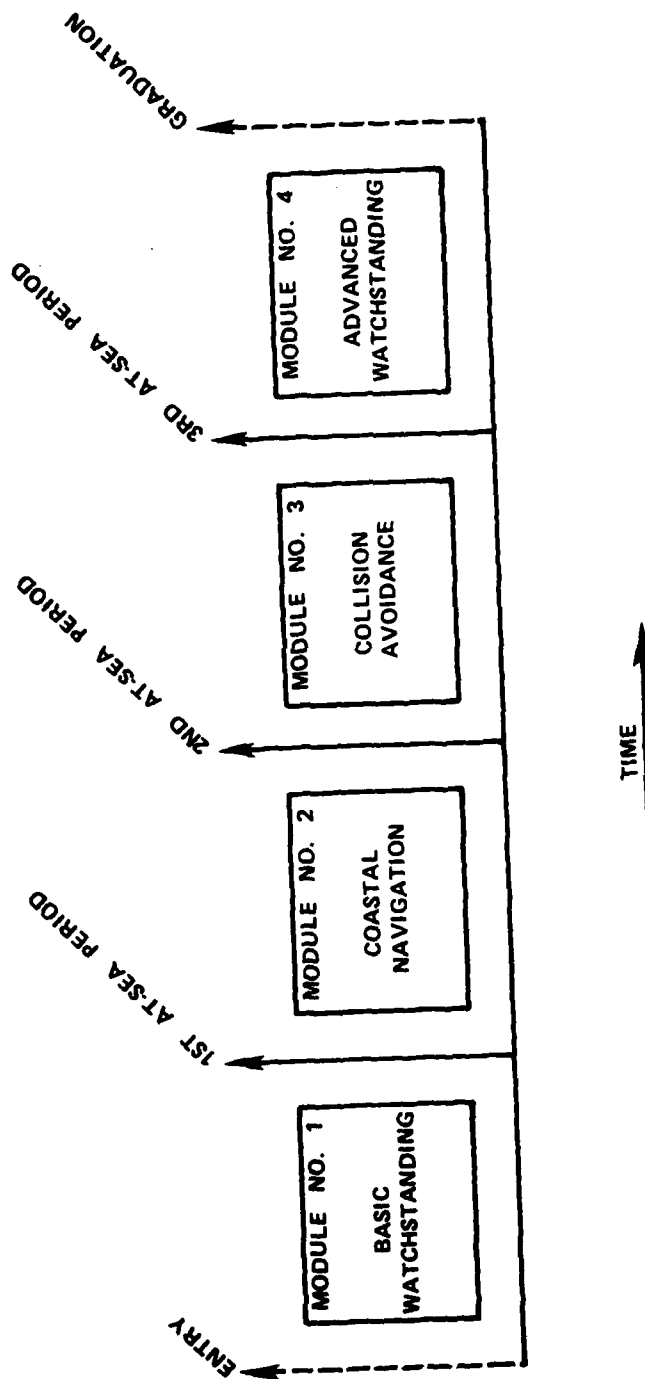 ENTRY
MODULE NO. 1
BASIC
WATCHSTANDING
1ST AT-SEA PERIOD
MODULE NO. 2
COASTAL
NAVIGATION
2ND AT-SEA PERIOD
MODULE NO. 3
COLLISION
AVOIDANCE
3RD AT-SEA PERIOD
MODULE NO. 4
ADVANCED
WATCHSTANDING
GRADUATION
TIME